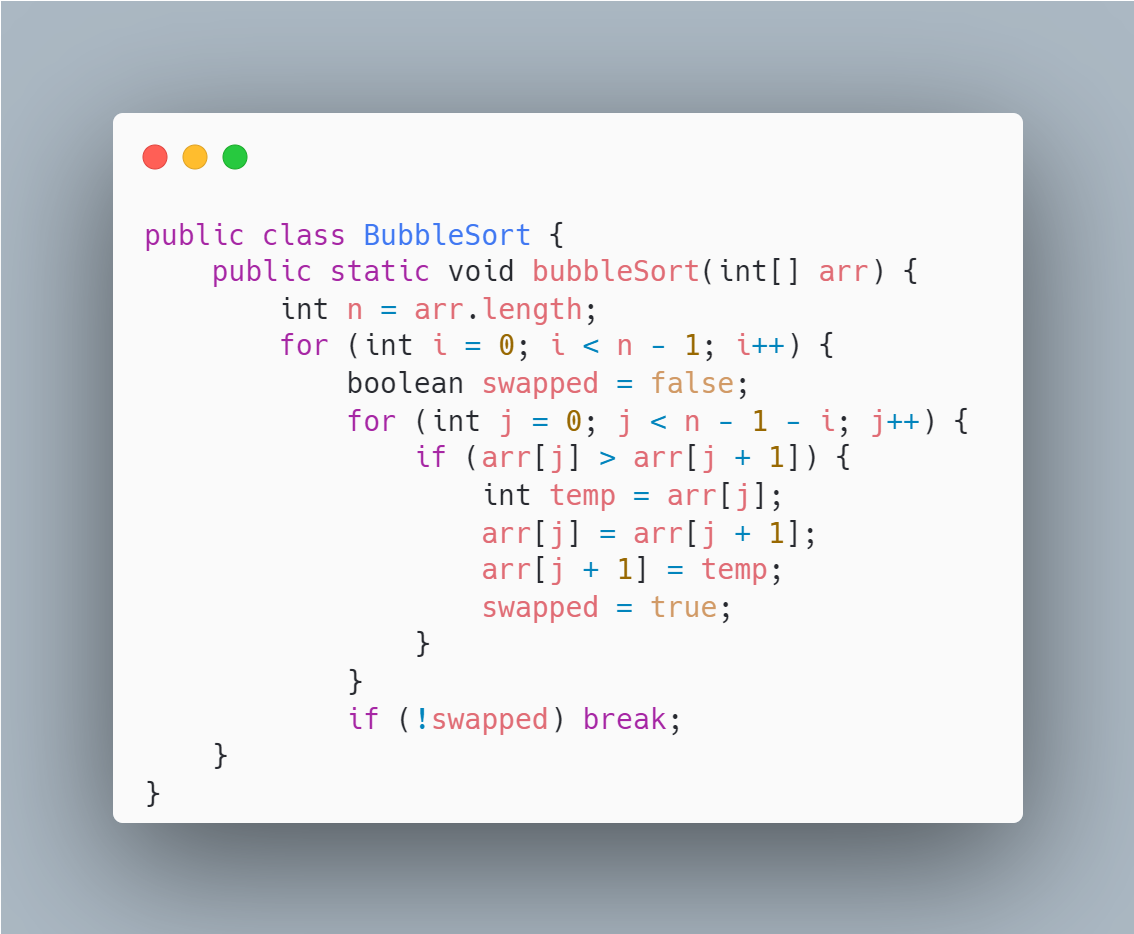 public class BubbleSort {
    public static void bubbleSort(int[] arr) {
        int n = arr.length;
        for (int i = 0; i < n - 1; i++) {
            boolean swapped = false;
            for (int j = 0; j < n - 1 - i; j++) {
                if (arr[j] > arr[j + 1]) {
                    int temp = arr[j];
                    arr[j] = arr[j + 1];
                    arr[j + 1] = temp;
                    swapped = true;
                }
            }
            if (!swapped) break;
    }
}